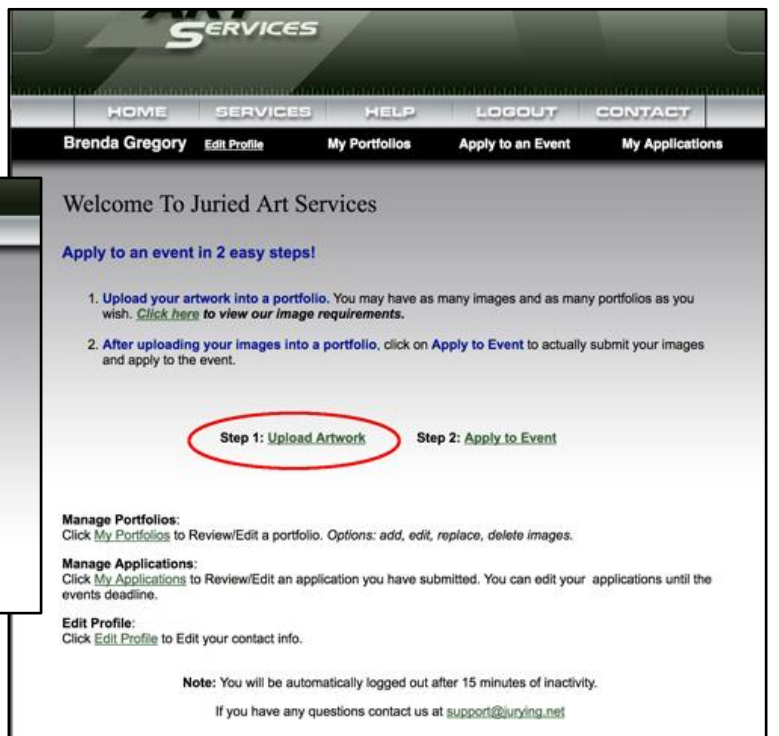 ART
SERVICES
HOME SERVICES HELP LOGOUT CONTACT
Brenda Gregory Edit Profile My Portfolios Apply to an Event My Applications
Welcome To Juried Art Services
Apply to an event in 2 easy steps!
1. Upload your artwork into a portfolio. You may have as many images and as many portfolios as you
wish. Click here to view our image requirements.
2. After uploading your images into a portfolio, click on Apply to Event to actually submit your images
and apply to the event.
Step 1: Upload Artwork Step 2: Apply to Event
Manage Portfolios:
Click My Portfolios to Review/Edit a portfolio. Options: add, edit, replace, delete images.
Manage Applications:
Click My Applications to Review/Edit an application you have submitted. You can edit your applications until the
events deadline.
Edit Profile:
Click Edit Profile to Edit your contact info.
Note: You will be automatically logged out after 15 minutes of inactivity.
If you have any questions contact us at support@jurying.net